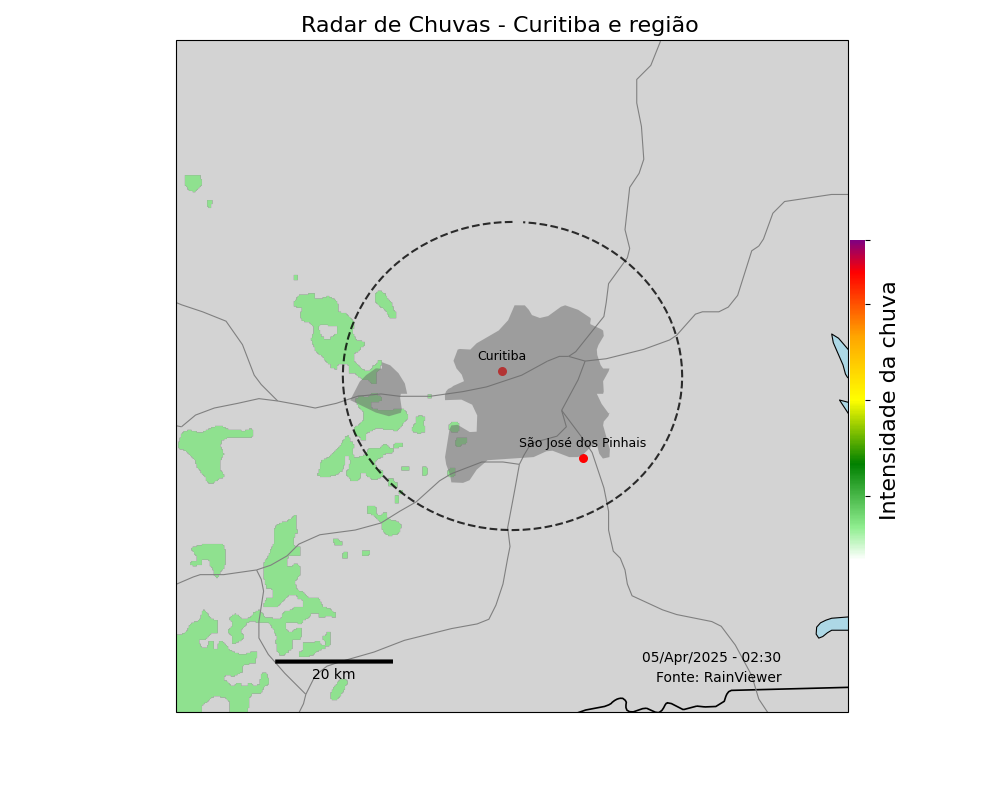 Radar de Chuvas - Curitiba e região
Curitiba
São José dos Pinhais
Intensidade da chuva
05/Apr/2025 - 02:30
Fonte: RainViewer
20 km